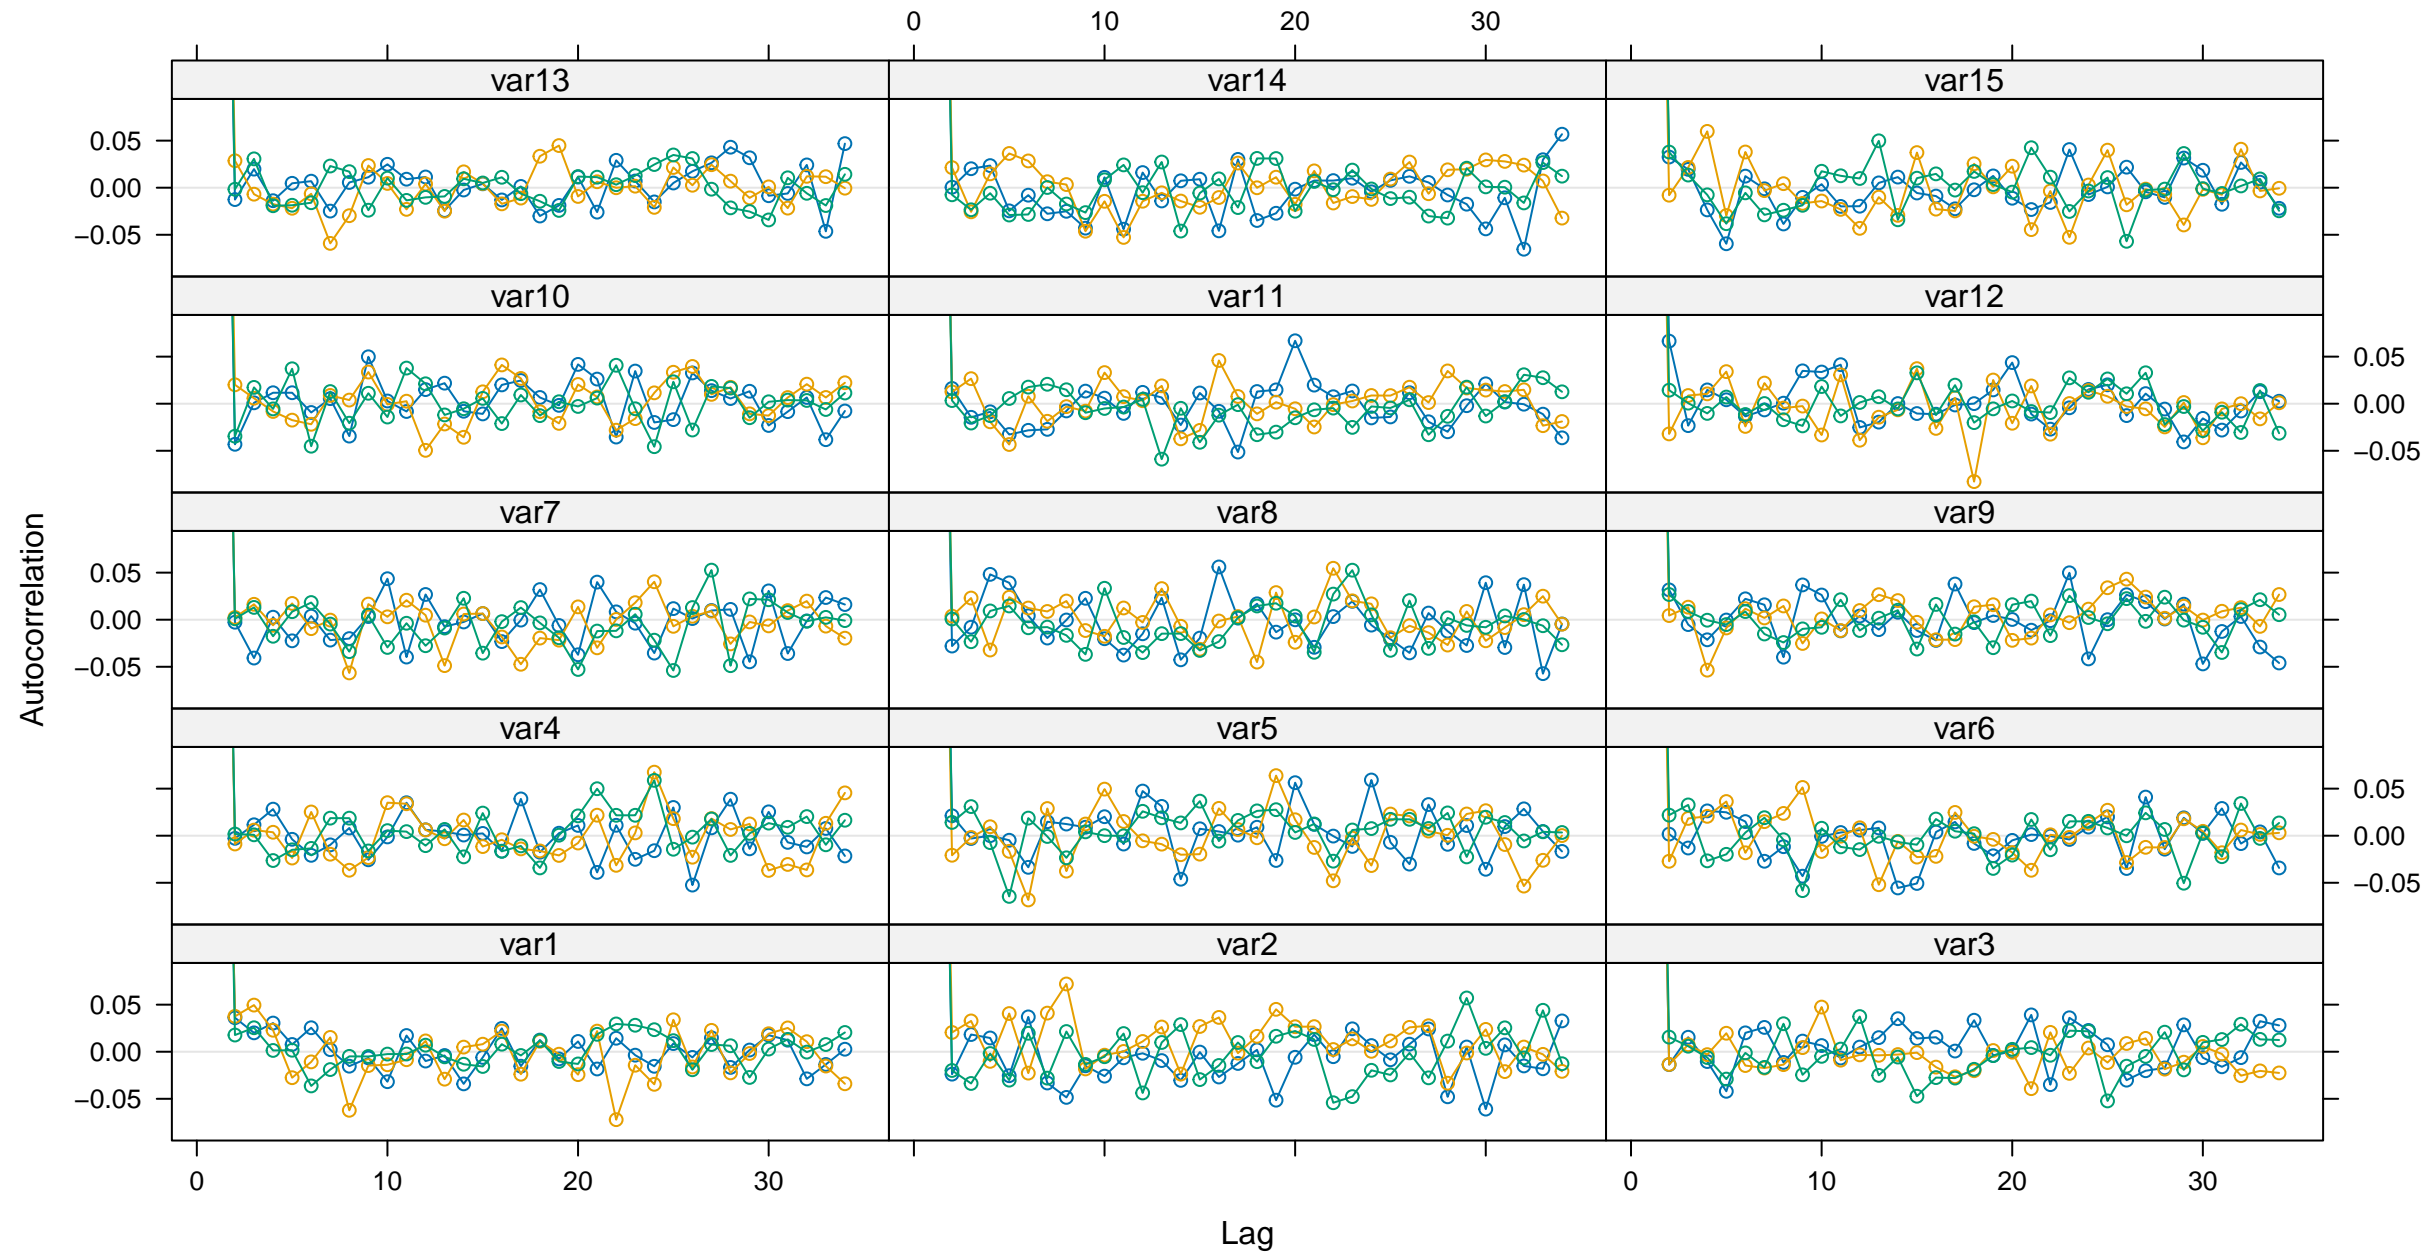 0 10 20 30
var13 var14 var15
0.05
0.00
−0.05
var10 var11 var12
0.05
0.00
−0.05
var7 var8 var9
0.05
0.00
−0.05
var4 var5 var6
0.05
0.00
−0.05
var1 var2 var3
0.05
0.00
−0.05
0 10 20 30 0 10 20 30
Autocorrelation
Lag